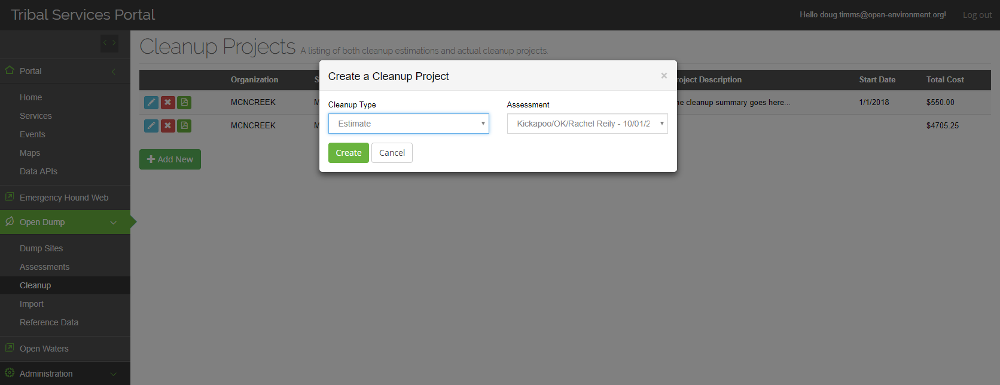 Tribal Services Portal
Hello doug.timms@open-environment.org!
Log out
Portal
Home
Services
Events
Maps
Data APIs
Emergency Hound Web
Open Dump
Dump Sites
Assessments
Cleanup
Import
Reference Data
Open Waters
Administration
Cleanup Projects A listing of both cleanup estimations and actual cleanup projects.
Organization S roject Description Start Date Total Cost
MCNCREEK M he cleanup summary goes here... 1/1/2018 $550.00
MCNCREEK M $4705.25
Add New
Create a Cleanup Project ×
Cleanup Type Assessment
Estimate Kickapoo/OK/Rachel Reily - 10/01/2
Create Cancel